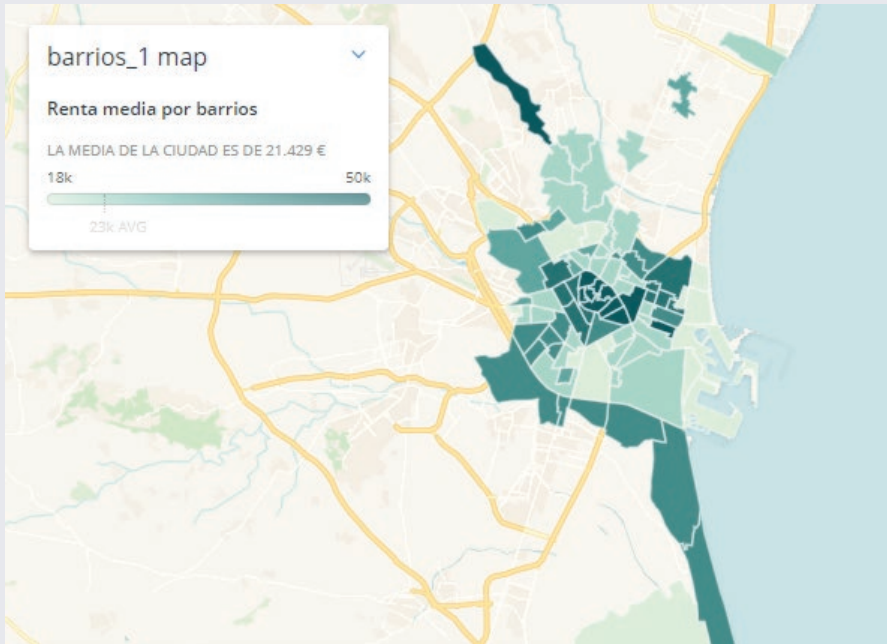 barrios_1 map
Renta media por barrios
LA MEDIA DE LA CIUDAD ES DE 21.429 €
18k 50k
23k AVG